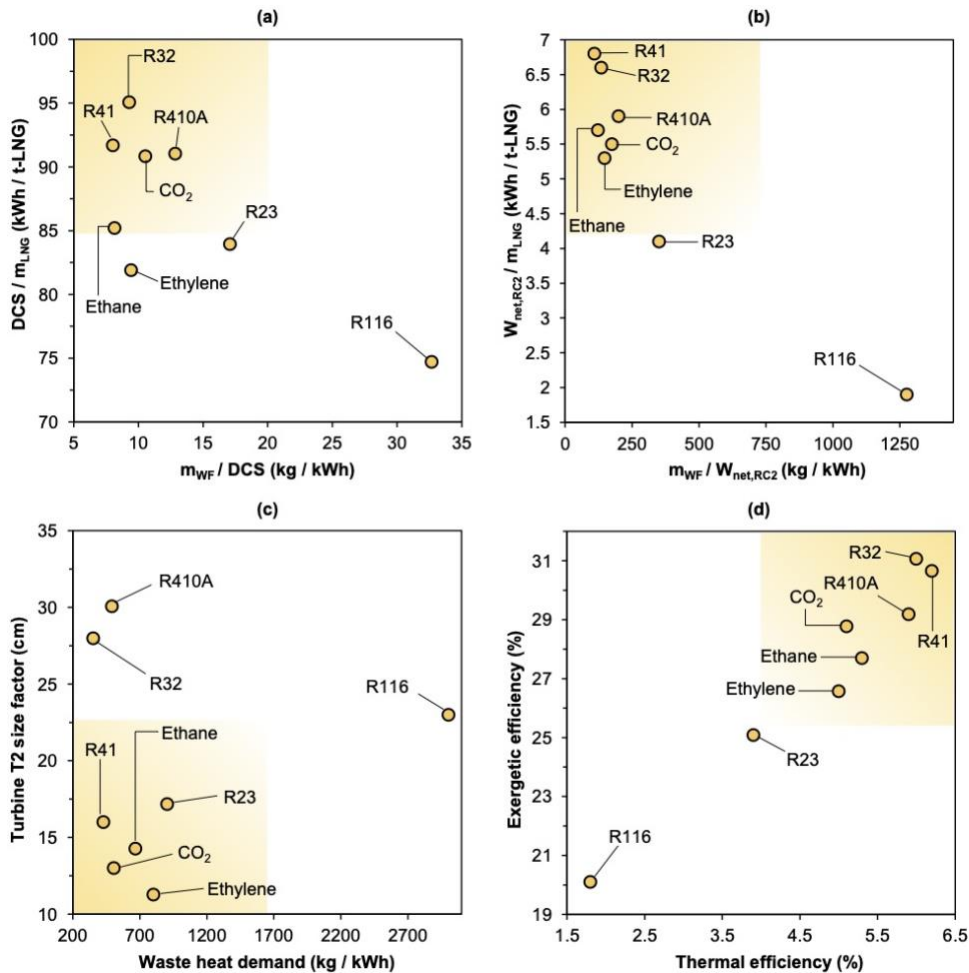 (a)
100
95
90
85
80
75
70
DCS / mLNG (kWh / t-LNG)
R32
R41
R410A
CO2
R23
Ethylene
Ethane
R116
5 10 15 20 25 30 35
mWF / DCS (kg / kWh)
(b)
7
6.5
6
5.5
5
4.5
4
3.5
3
2.5
2
1.5
Wnet,RC2 / mLNG (kWh / t-LNG)
R41
R32
R410A
CO2
Ethylene
Ethane
R23
R116
0 250 500 750 1000 1250
mWF / Wnet,RC2 (kg / kWh)
(c)
35
30
25
20
15
10
Turbine T2 size factor (cm)
R410A
R32
R116
Ethane
R41
R23
CO2
Ethylene
200 700 1200 1700 2200 2700
Waste heat demand (kg / kWh)
(d)
31
29
27
25
23
21
19
Exergetic efficiency (%)
R32
R410A
CO2
R41
Ethane
Ethylene
R23
R116
1.5 2.5 3.5 4.5 5.5 6.5
Thermal efficiency (%)